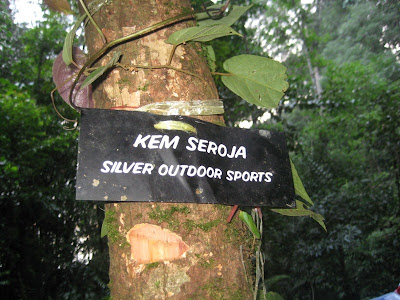 KEM SEROJA
SILVER OUTDOOR SPORTS